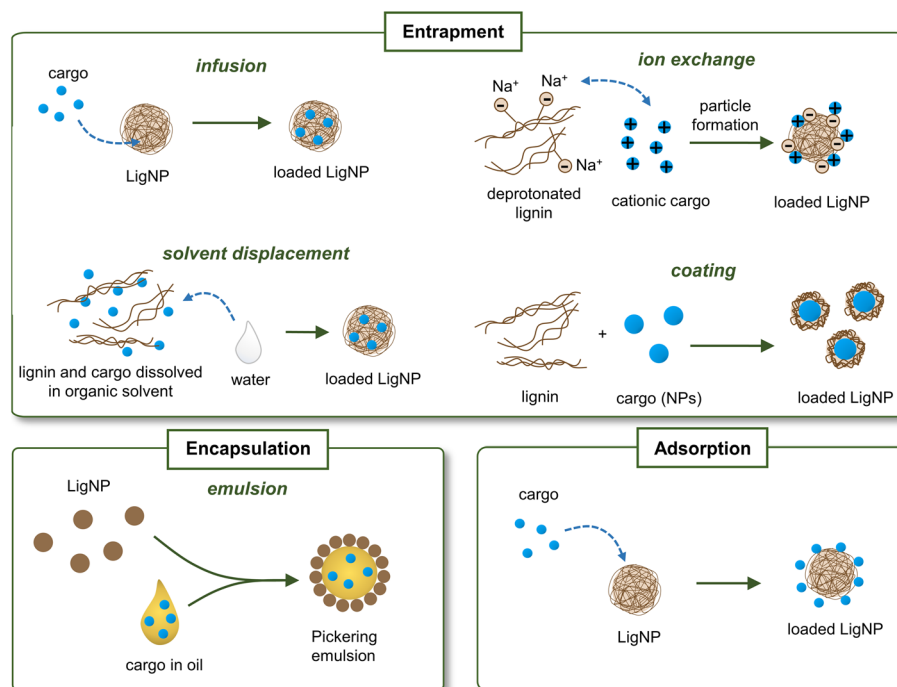 Entrapment
infusion
cargo
LigNP
loaded LigNP
ion exchange
Na⁺
Na⁺
Na⁺
deprotonated
lignin
cationic cargo
particle
formation
loaded LigNP
solvent displacement
lignin and cargo dissolved
in organic solvent
water
loaded LigNP
coating
lignin
+
cargo (NPs)
loaded LigNP
Encapsulation
emulsion
LigNP
cargo in oil
Pickering
emulsion
Adsorption
cargo
LigNP
loaded LigNP